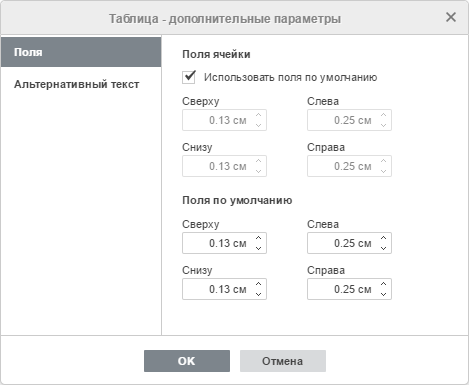 Таблица - дополнительные параметры
Поля
Альтернативный текст
Поля ячейки
Использовать поля по умолчанию
Сверху Слева
0.13 см 0.25 см
Снизу Справа
0.13 см 0.25 см
Поля по умолчанию
Сверху Слева
0.13 см 0.25 см
Снизу Справа
0.13 см 0.25 см
OK Отмена